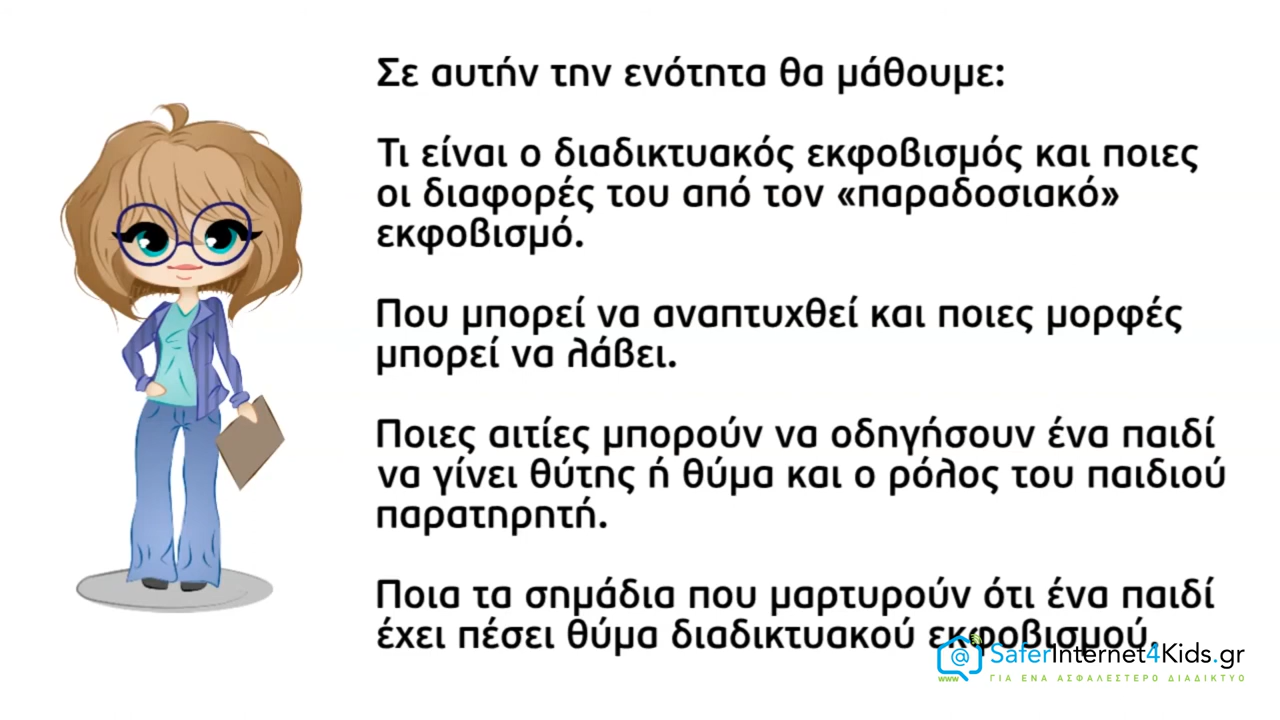 Σε αυτήν την ενότητα θα μάθουμε:
Τι είναι ο διαδικτυακός εκφοβισμός και ποιες
οι διαφορές του από τον «παραδοσιακό»
εκφοβισμό.
Που μπορεί να αναπτυχθεί και ποιες μορφές
μπορεί να λάβει.
Ποιες αιτίες μπορούν να οδηγήσουν ένα παιδί
να γίνει θύτης ή θύμα και ο ρόλος του παιδιού
παρατηρητή.
Ποια τα σημάδια που μαρτυρούν ότι ένα παιδί
έχει πέσει θύμα διαδικτυακού εκφοβισμού.
@ SaferInternet4Kids.gr
www ΓΙΑ ΕΝΑ ΑΣΦΑΛΕΣΤΕΡΟ ΔΙΑΔΙΚΤΥΟ